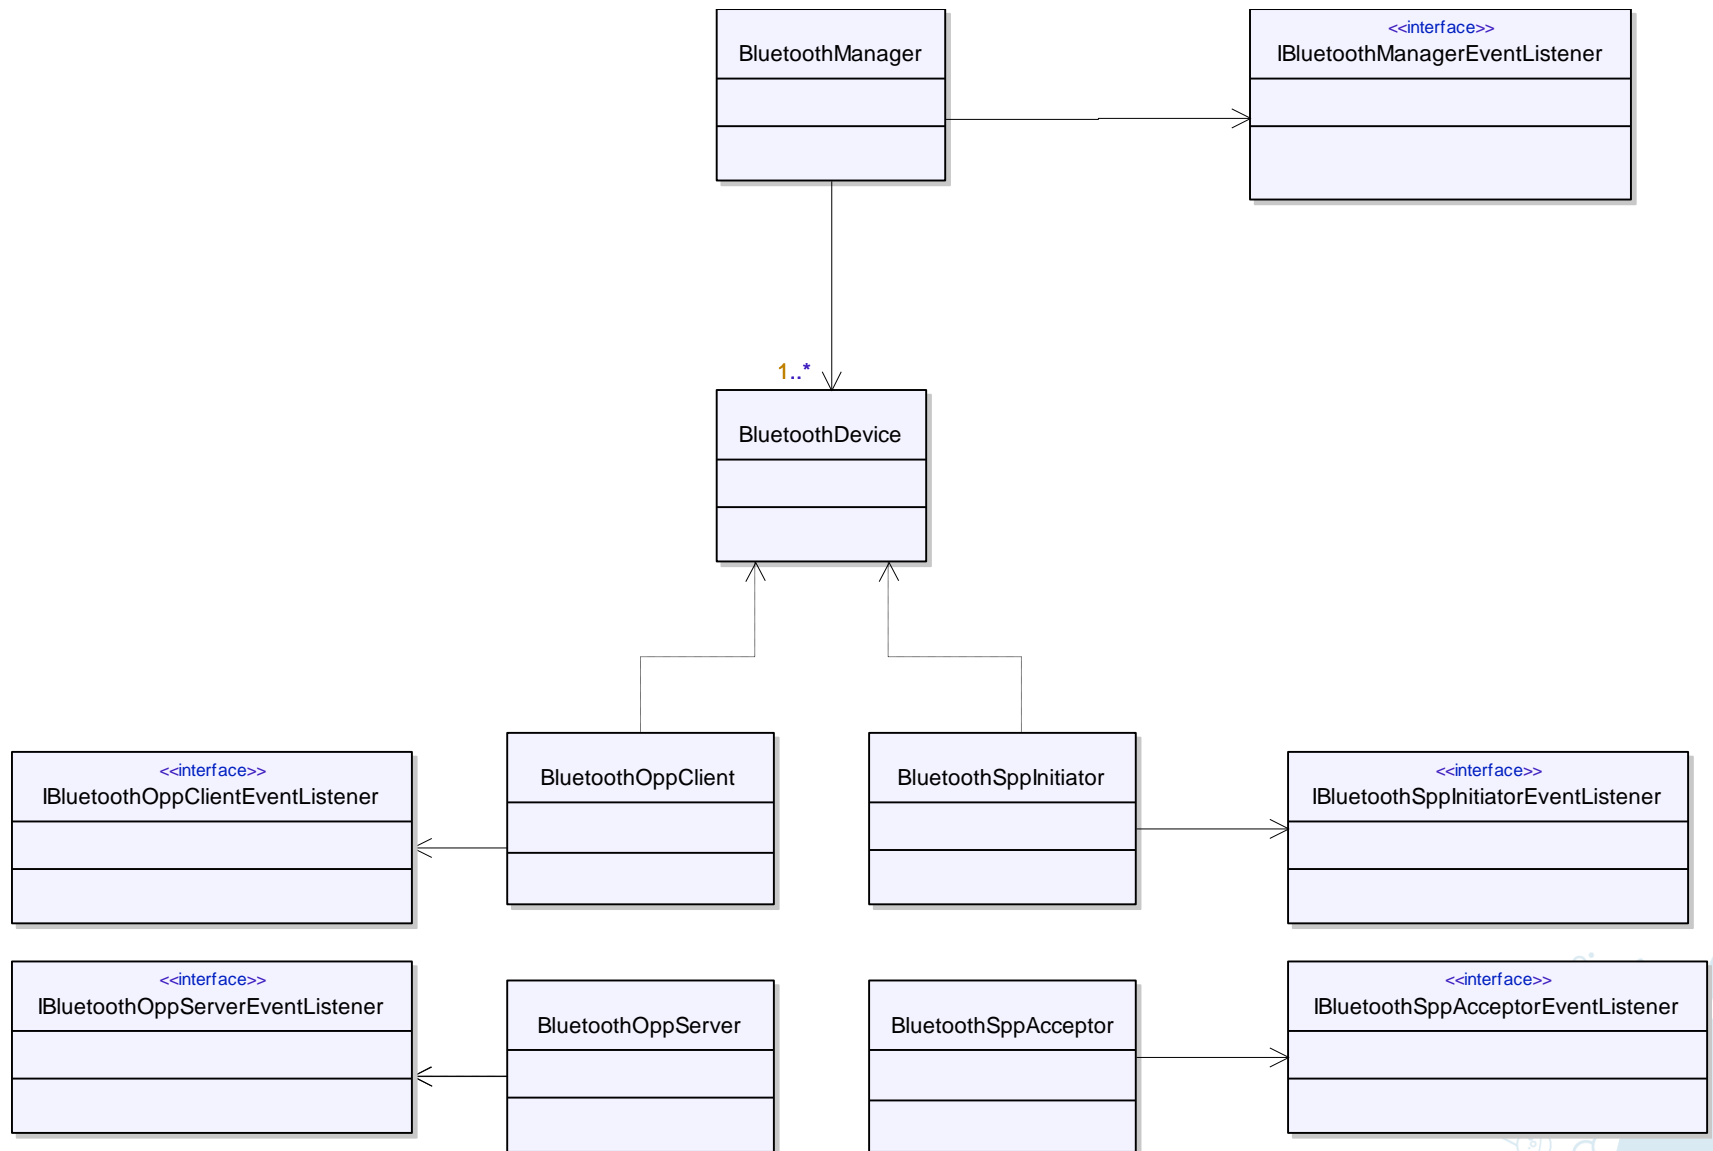 BluetoothManager
<<interface>>
IBluetoothManagerEventListener
1..*
BluetoothDevice
<<interface>>
IBluetoothOppClientEventListener
BluetoothOppClient
BluetoothSppInitiator
<<interface>>
IBluetoothSppInitiatorEventListener
<<interface>>
IBluetoothOppServerEventListener
BluetoothOppServer
BluetoothSppAcceptor
<<interface>>
IBluetoothSppAcceptorEventListener